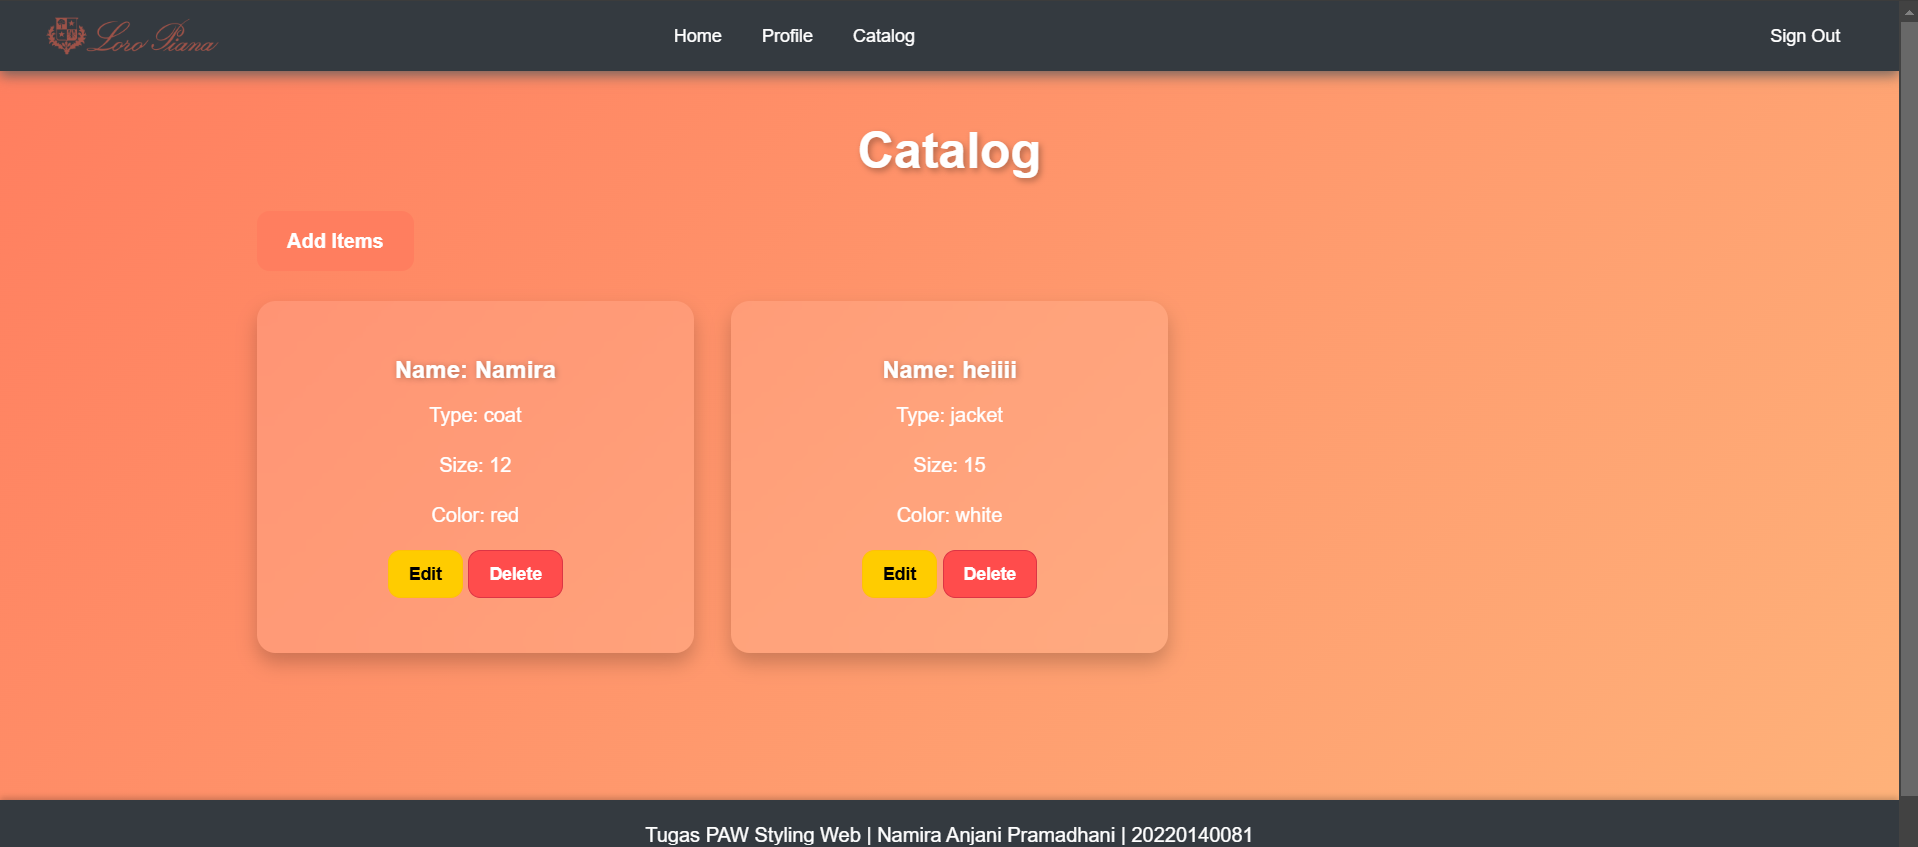 Loro Piana
Home Profile Catalog
Sign Out
Catalog
Add Items
Name: Namira
Type: coat
Size: 12
Color: red
Edit Delete
Name: heiiii
Type: jacket
Size: 15
Color: white
Edit Delete
Tugas PAW Styling Web | Namira Anjani Pramadhani | 20220140081